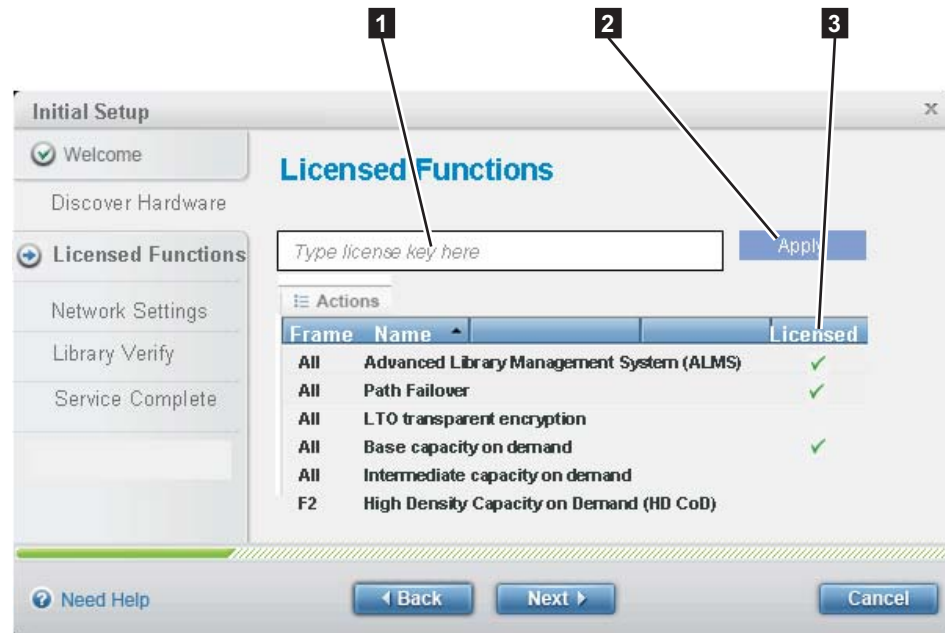 1 2 3
Initial Setup x
Welcome
Discover Hardware
Licensed Functions
Network Settings
Library Verify
Service Complete
Licensed Functions
Type license key here
Apply
Actions
Frame Name Licensed
All Advanced Library Management System (ALMS) ✓
All Path Failover ✓
All LTO transparent encryption
All Base capacity on demand ✓
All Intermediate capacity on demand
F2 High Density Capacity on Demand (HD CoD)
Need Help
Back Next Cancel